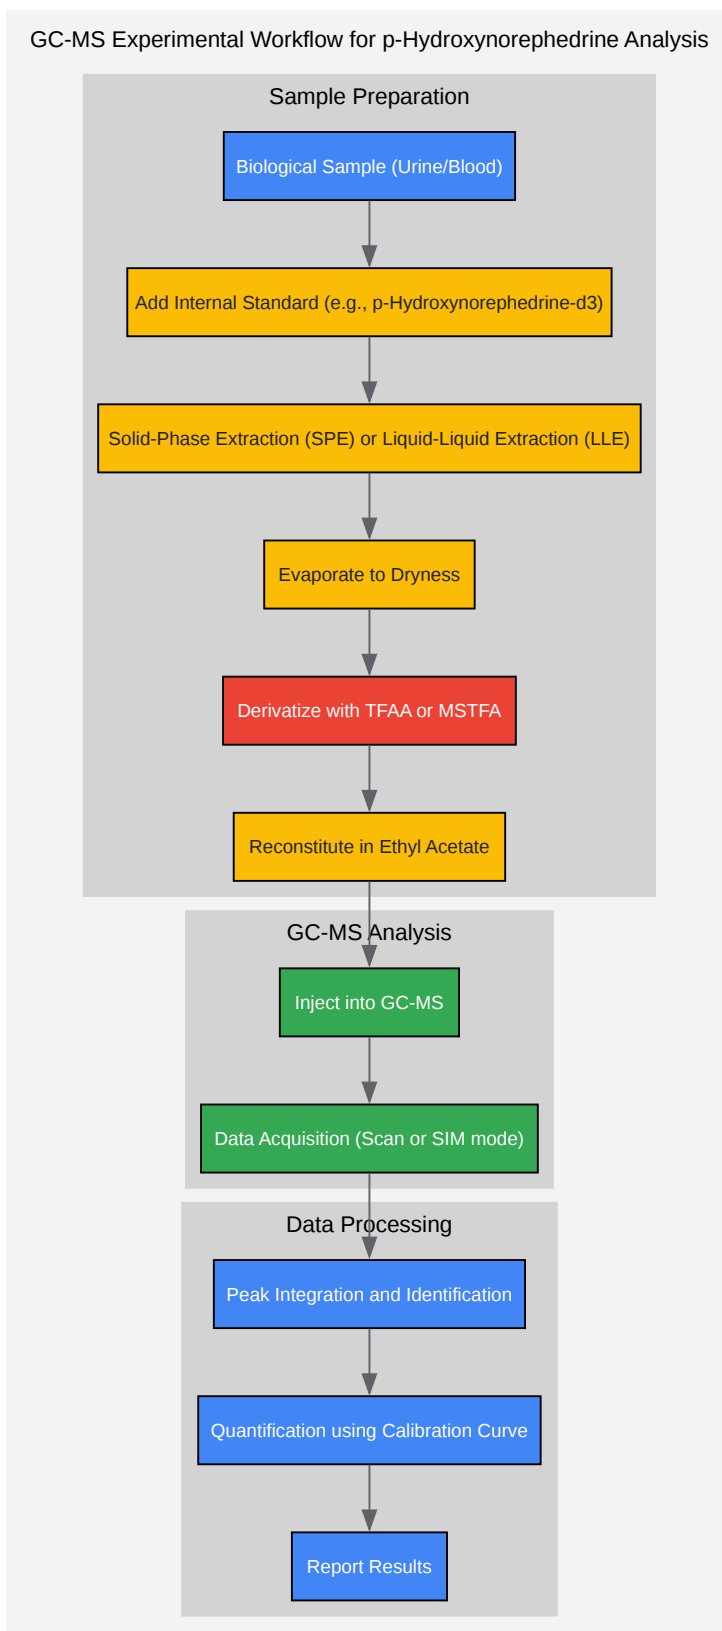 GC-MS Experimental Workflow for p-Hydroxynorephedrine Analysis
Sample Preparation
Biological Sample (Urine/Blood)
Add Internal Standard (e.g., p-Hydroxynorephedrine-d3)
Solid-Phase Extraction (SPE) or Liquid-Liquid Extraction (LLE)
Evaporate to Dryness
Derivatize with TFAA or MSTFA
Reconstitute in Ethyl Acetate
GC-MS Analysis
Inject into GC-MS
Data Acquisition (Scan or SIM mode)
Data Processing
Peak Integration and Identification
Quantification using Calibration Curve
Report Results